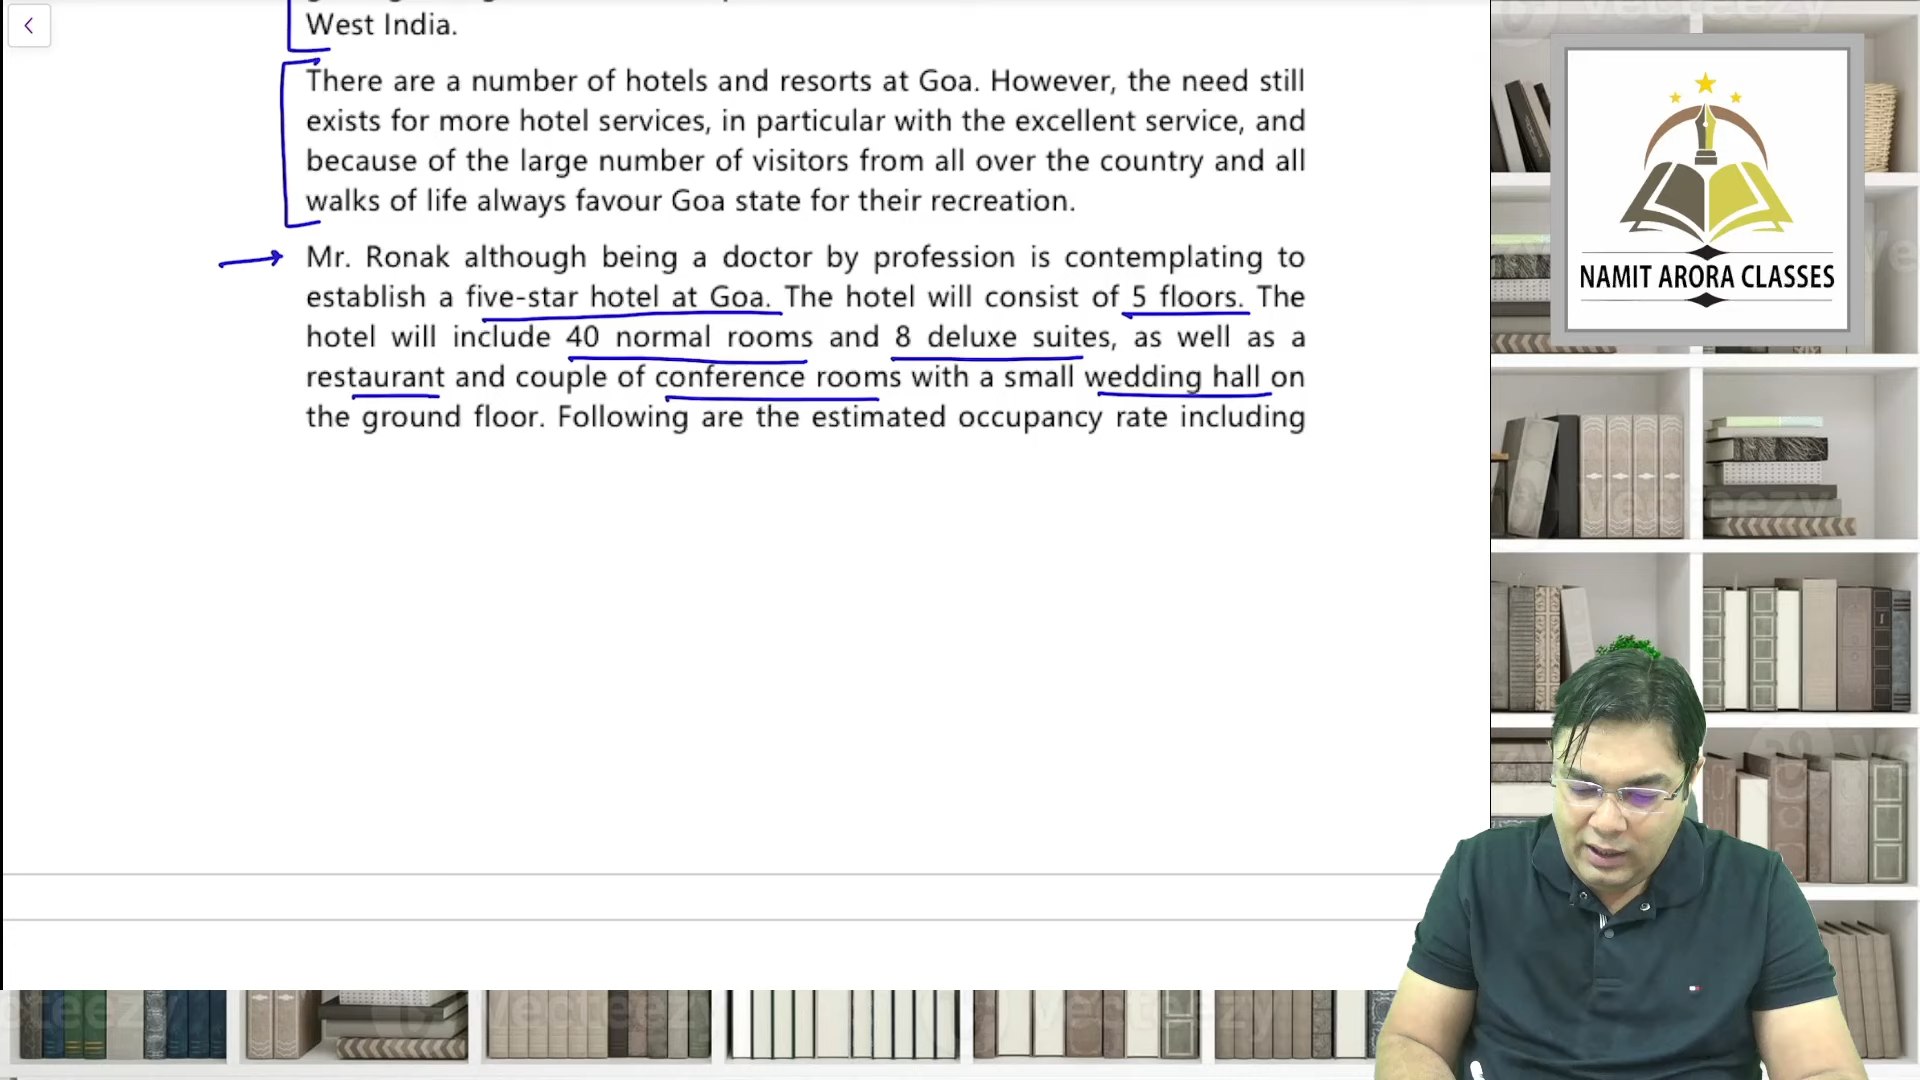 West India.
There are a number of hotels and resorts at Goa. However, the need still
exists for more hotel services, in particular with the excellent service, and
because of the large number of visitors from all over the country and all
walks of life always favour Goa state for their recreation.
Mr. Ronak although being a doctor by profession is contemplating to
establish a five-star hotel at Goa. The hotel will consist of 5 floors. The
hotel will include 40 normal rooms and 8 deluxe suites, as well as a
restaurant and couple of conference rooms with a small wedding hall on
the ground floor. Following are the estimated occupancy rate including
NAMIT ARORA CLASSES